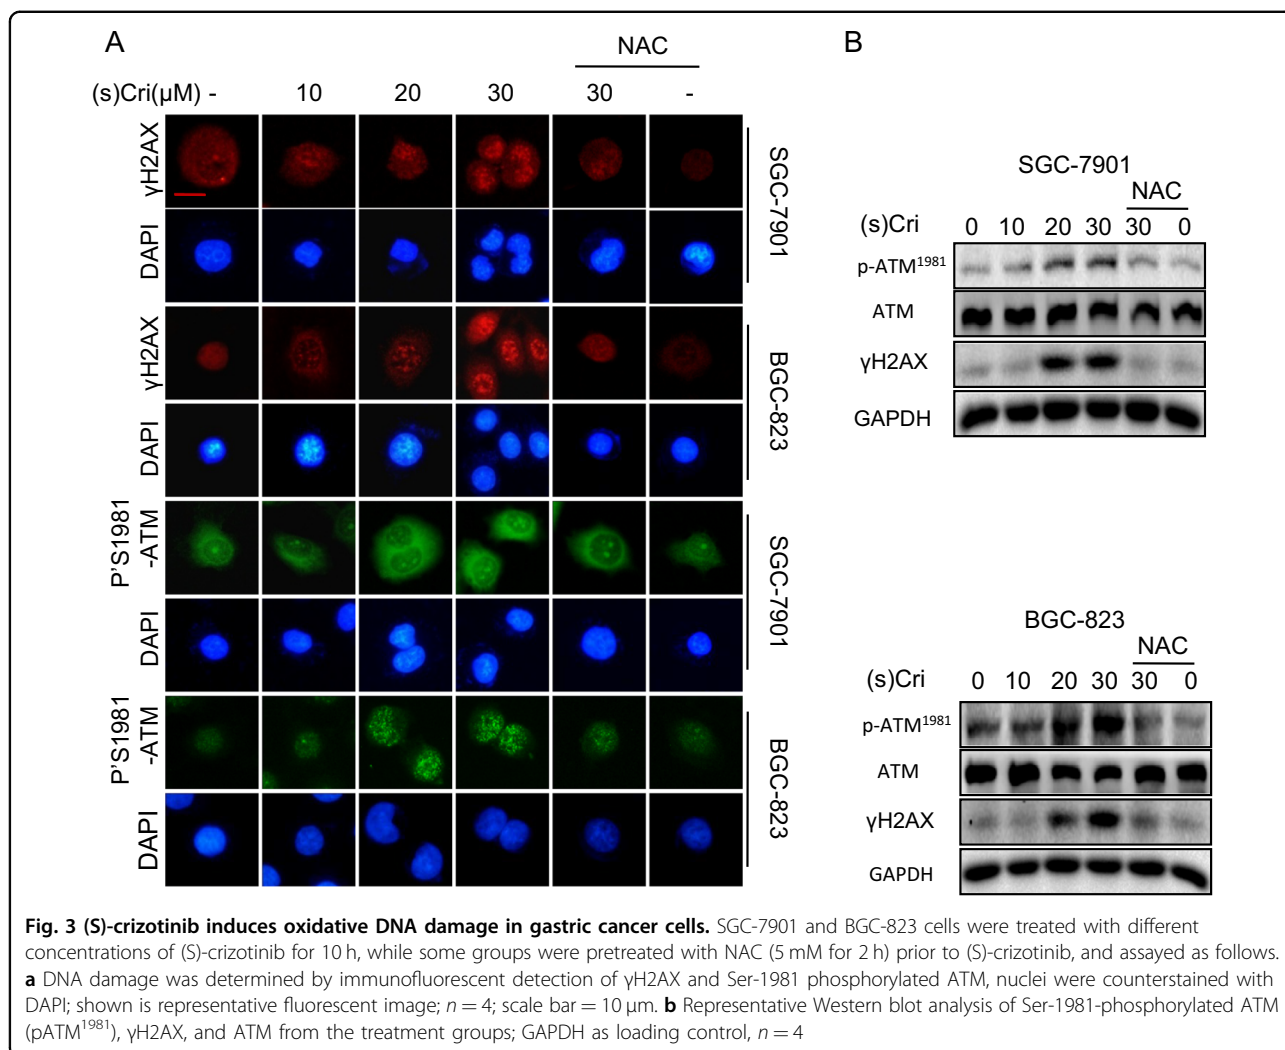 A
NAC
(s)Cri(μM) - 10 20 30 30 -
γH2AX
DAPI
SGC-7901
γH2AX
DAPI
BGC-823
P'S1981
-ATM
DAPI
SGC-7901
P'S1981
-ATM
DAPI
BGC-823
B
SGC-7901
NAC
(s)Cri 0 10 20 30 30 0
p-ATM1981
ATM
γH2AX
GAPDH
BGC-823
NAC
(s)Cri 0 10 20 30 30 0
p-ATM1981
ATM
γH2AX
GAPDH
Fig. 3 (S)-crizotinib induces oxidative DNA damage in gastric cancer cells. SGC-7901 and BGC-823 cells were treated with different
concentrations of (S)-crizotinib for 10 h, while some groups were pretreated with NAC (5 mM for 2 h) prior to (S)-crizotinib, and assayed as follows.
a DNA damage was determined by immunofluorescent detection of γH2AX and Ser-1981 phosphorylated ATM, nuclei were counterstained with
DAPI; shown is representative fluorescent image; n = 4; scale bar = 10 μm. b Representative Western blot analysis of Ser-1981-phosphorylated ATM
(pATM1981), γH2AX, and ATM from the treatment groups; GAPDH as loading control, n = 4